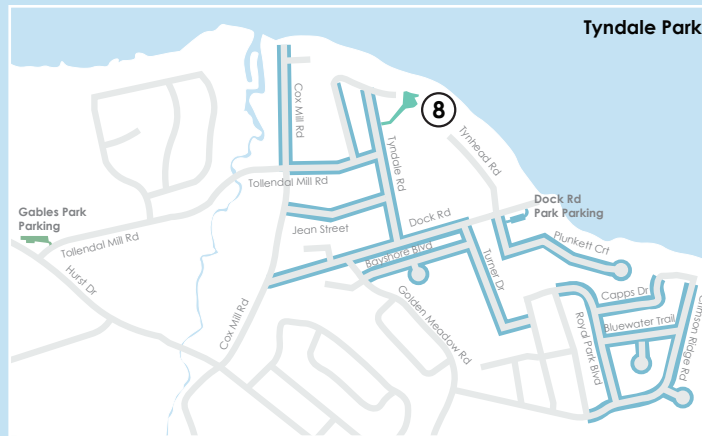 Tyndale Park
Cox Mill Rd
8
Tyndale Rd
Tynhead Rd
Tollendal Mill Rd
Gables Park
Parking
Dock Rd
Park Parking
Jean Street
Dock Rd
Plunkett Crt
Tollendal Mill Rd
Bayshore Blvd
Turner Dr
Hurst Dr
Golden Meadow Rd
Capps Dr
Cox Mill Rd
Royal Park Blvd
Bluewater Trail
Crimson Ridge Rd